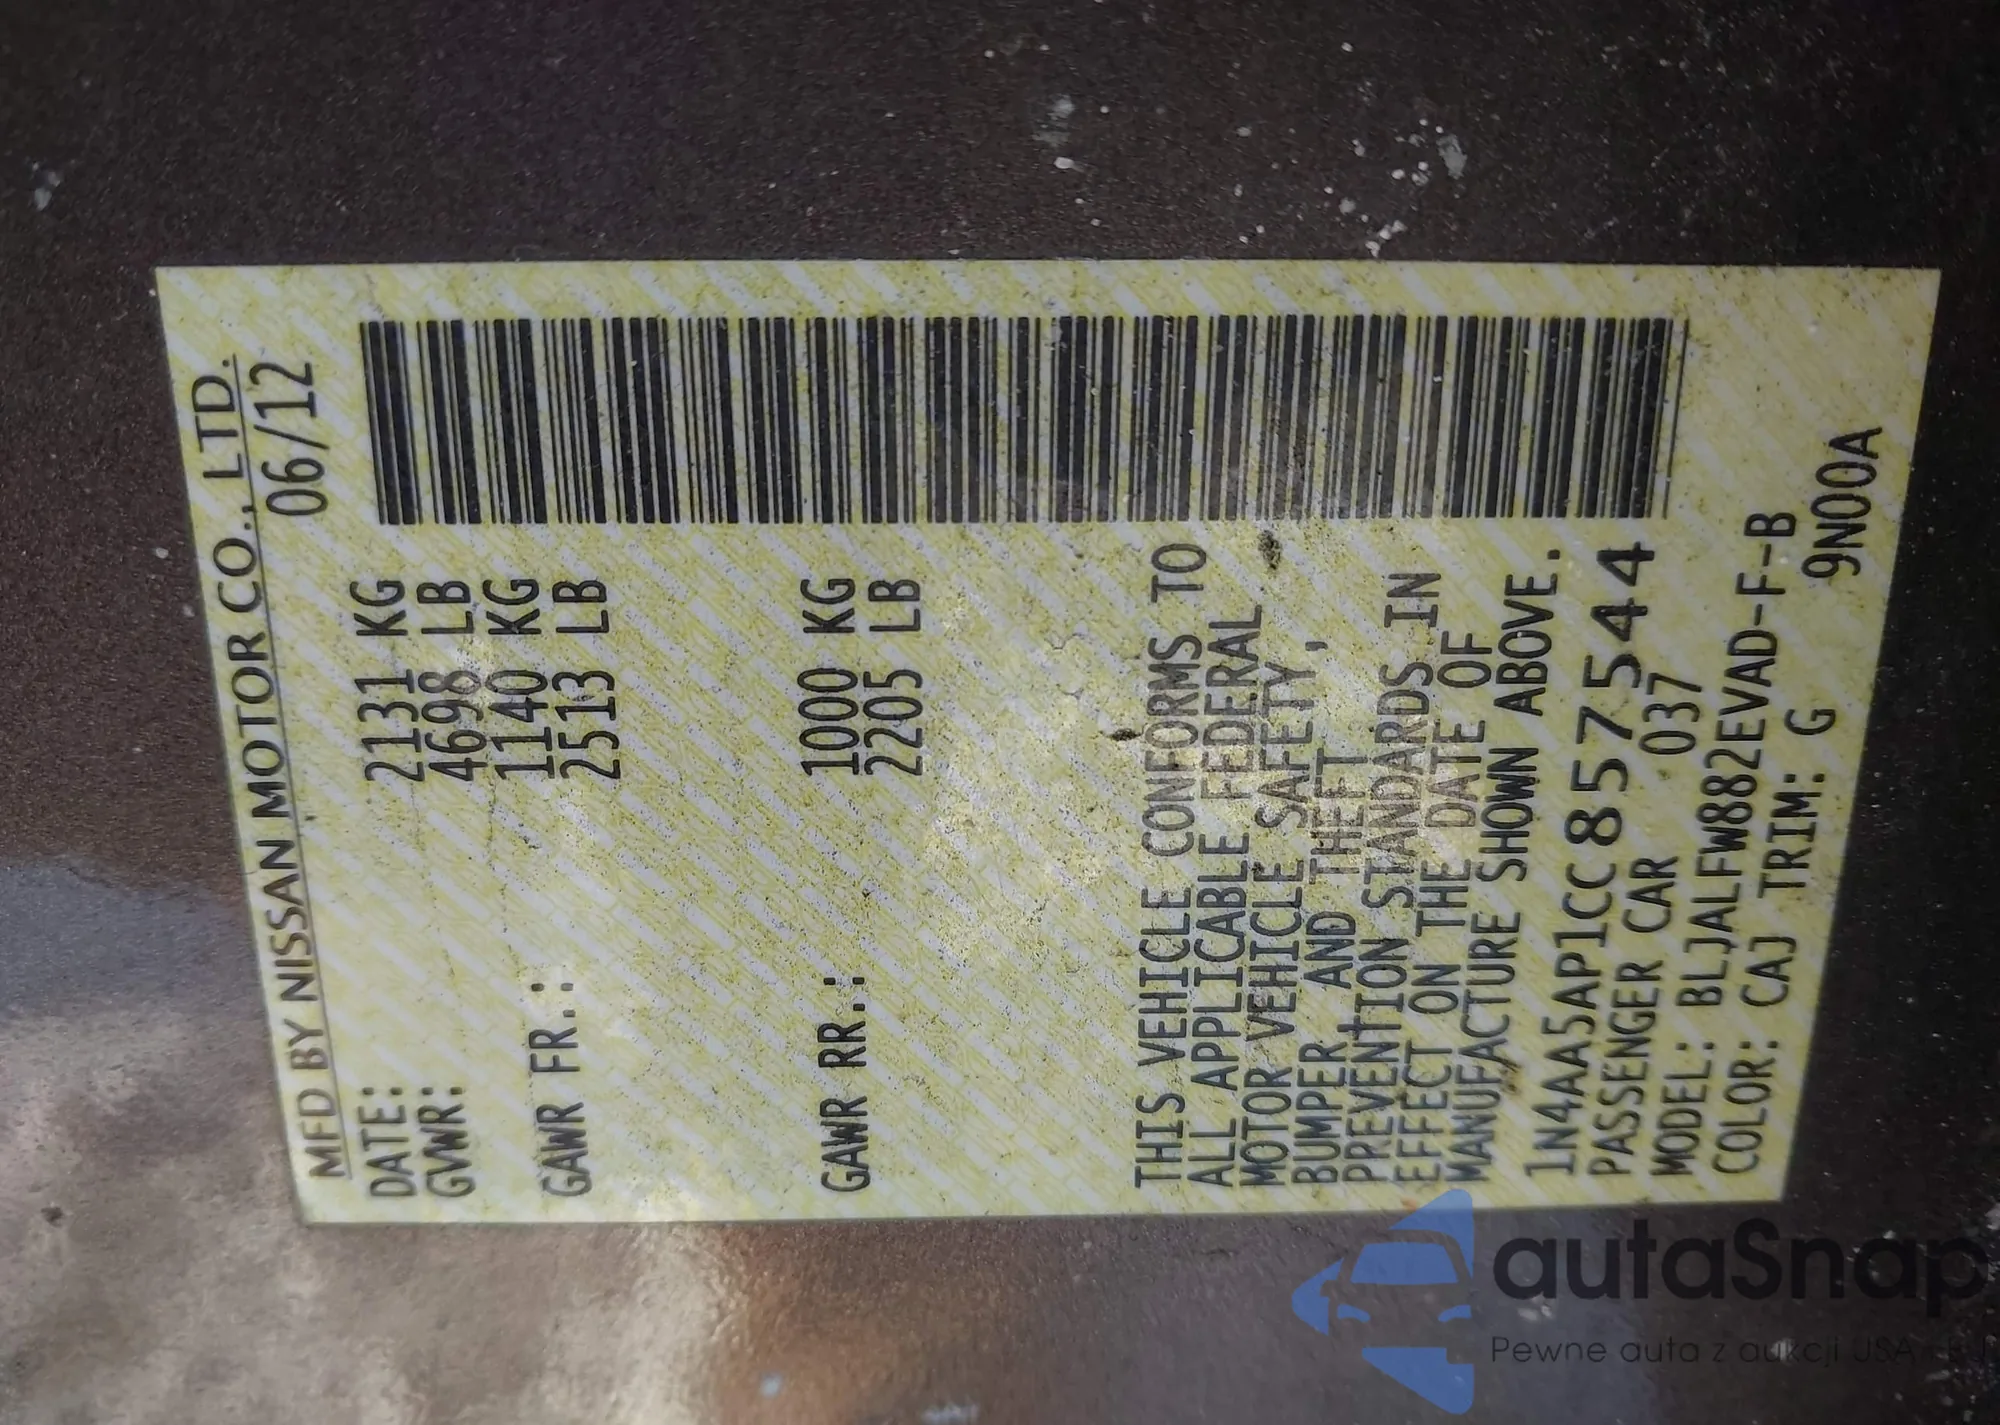 MFD BY NISSAN MOTOR CO., LTD.
DATE: 06/12
GVWR: 2131 KG
4698 LB
GAWR FR.: 1140 KG
2513 LB
GAWR RR.: 1000 KG
2205 LB
THIS VEHICLE CONFORMS TO
ALL APPLICABLE FEDERAL
MOTOR VEHICLE SAFETY,
BUMPER AND THEFT
PREVENTION STANDARDS IN
EFFECT ON THE DATE OF
MANUFACTURE SHOWN ABOVE.
1N4AA5AP1CC857544
PASSENGER CAR 037
MODEL: BLJALFW882EVAD-F-B
COLOR: CAJ TRIM: G 9N00A
autaSnap
Pewne auta z aukcji USA